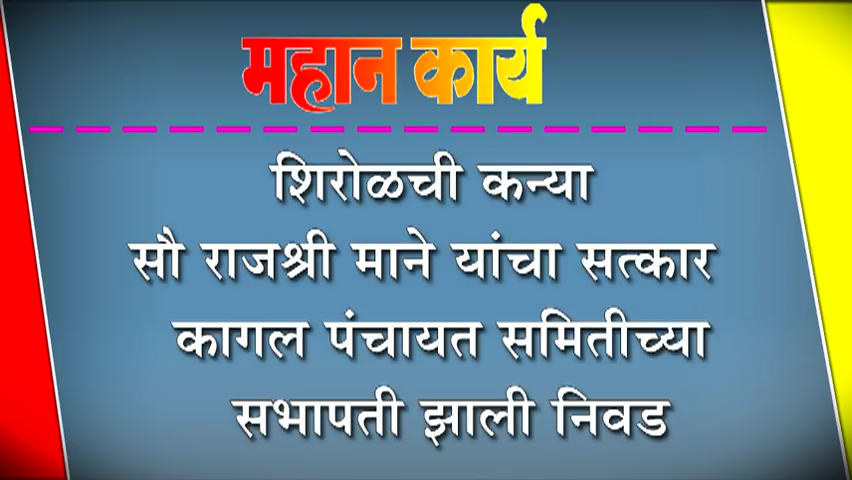 महान कार्य
शिरोळची कन्या
सौ राजश्री माने यांचा सत्कार
कागल पंचायत समितीच्या
सभापती झाली निवड